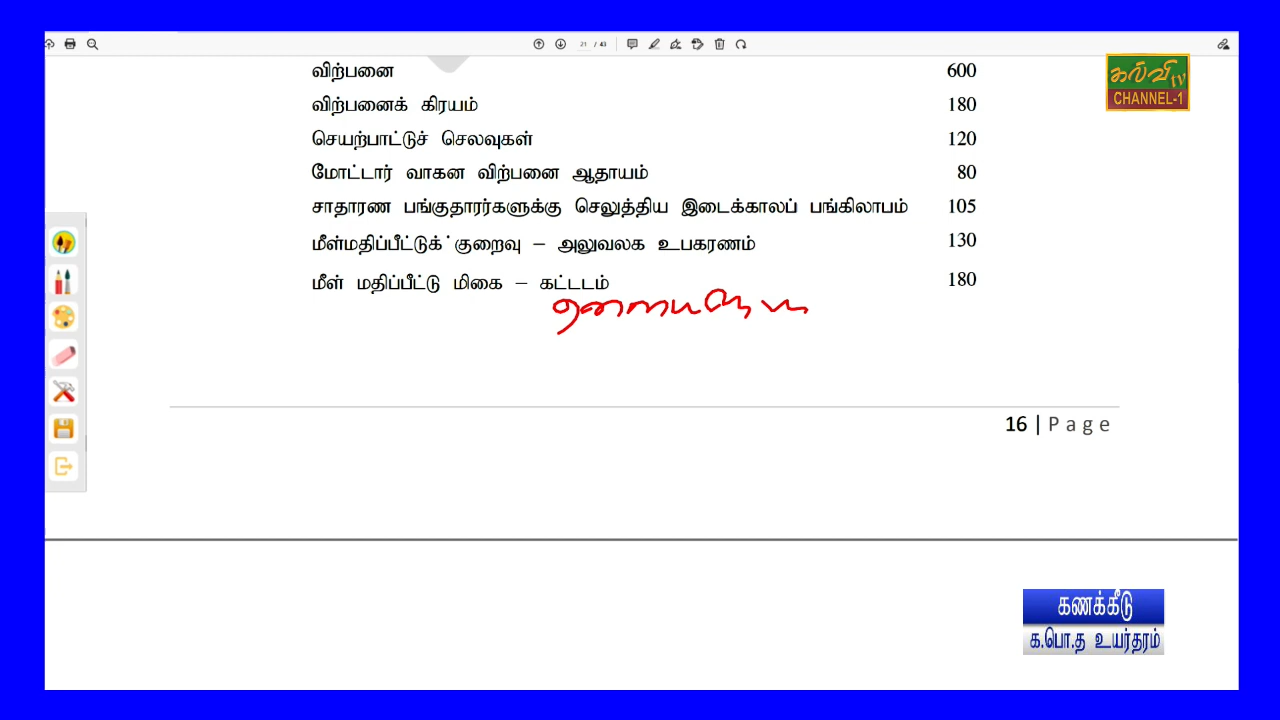 21 / 43
கல்வி tv
CHANNEL-1
விற்பனை 600
விற்பனைக் கிரயம் 180
செயற்பாட்டுச் செலவுகள் 120
மோட்டார் வாகன விற்பனை ஆதாயம் 80
சாதாரண பங்குதாரர்களுக்கு செலுத்திய இடைக்காலப் பங்கிலாபம் 105
மீள்மதிப்பீட்டுக் குறைவு – அலுவலக உபகரணம் 130
மீள் மதிப்பீட்டு மிகை – கட்டடம் 180
16 | Page
கணக்கீடு
க.பொ.த உயர்தரம்